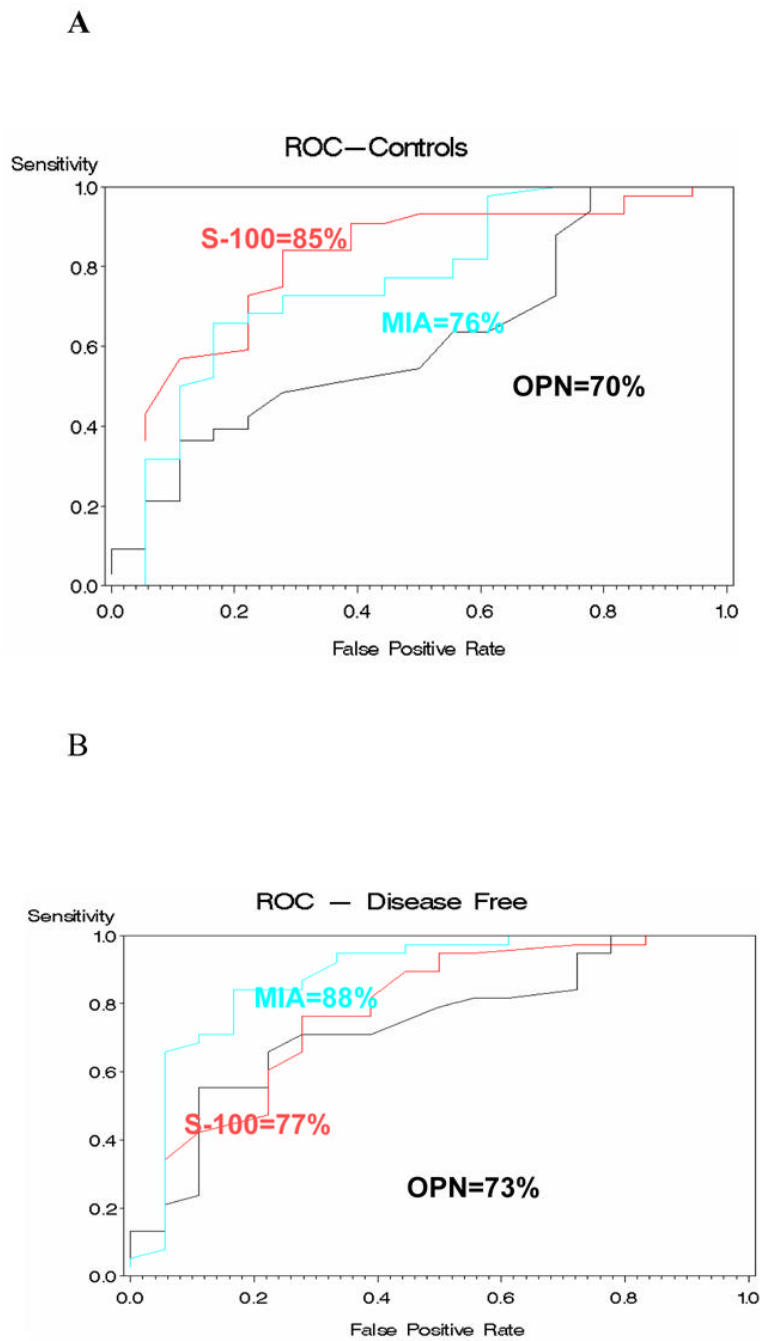 A
ROC—Controls
Sensitivity
1.0
S-100=85%
0.8
MIA=76%
0.6
OPN=70%
0.4
0.2
0.0
0.0 0.2 0.4 0.6 0.8 1.0
False Positive Rate
B
ROC — Disease Free
Sensitivity
1.0
MIA=88%
0.8
0.6
S-100=77%
0.4
OPN=73%
0.2
0.0
0.0 0.2 0.4 0.6 0.8 1.0
False Positive Rate